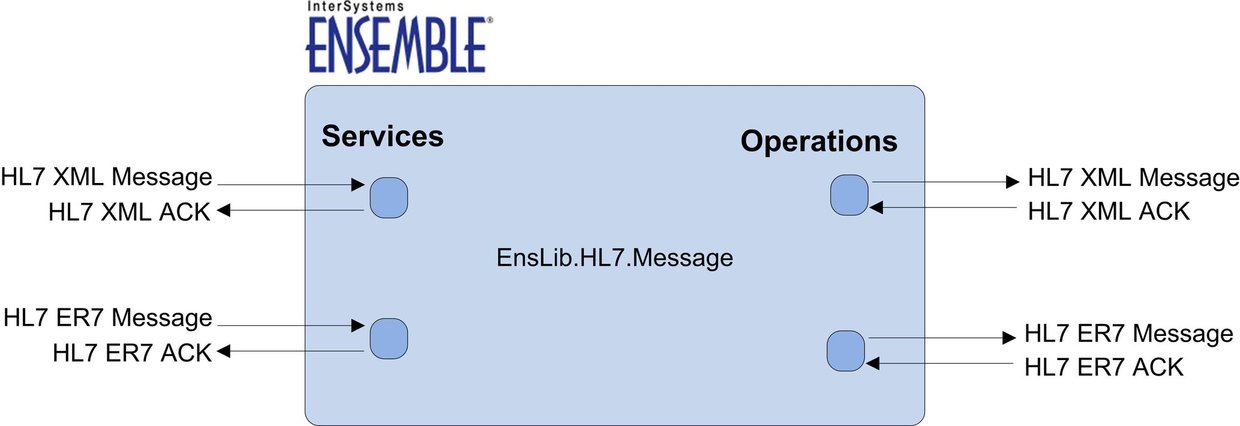 InterSystems
ENSEMBLE®
Services
Operations
HL7 XML Message
HL7 XML ACK
HL7 XML Message
HL7 XML ACK
EnsLib.HL7.Message
HL7 ER7 Message
HL7 ER7 ACK
HL7 ER7 Message
HL7 ER7 ACK